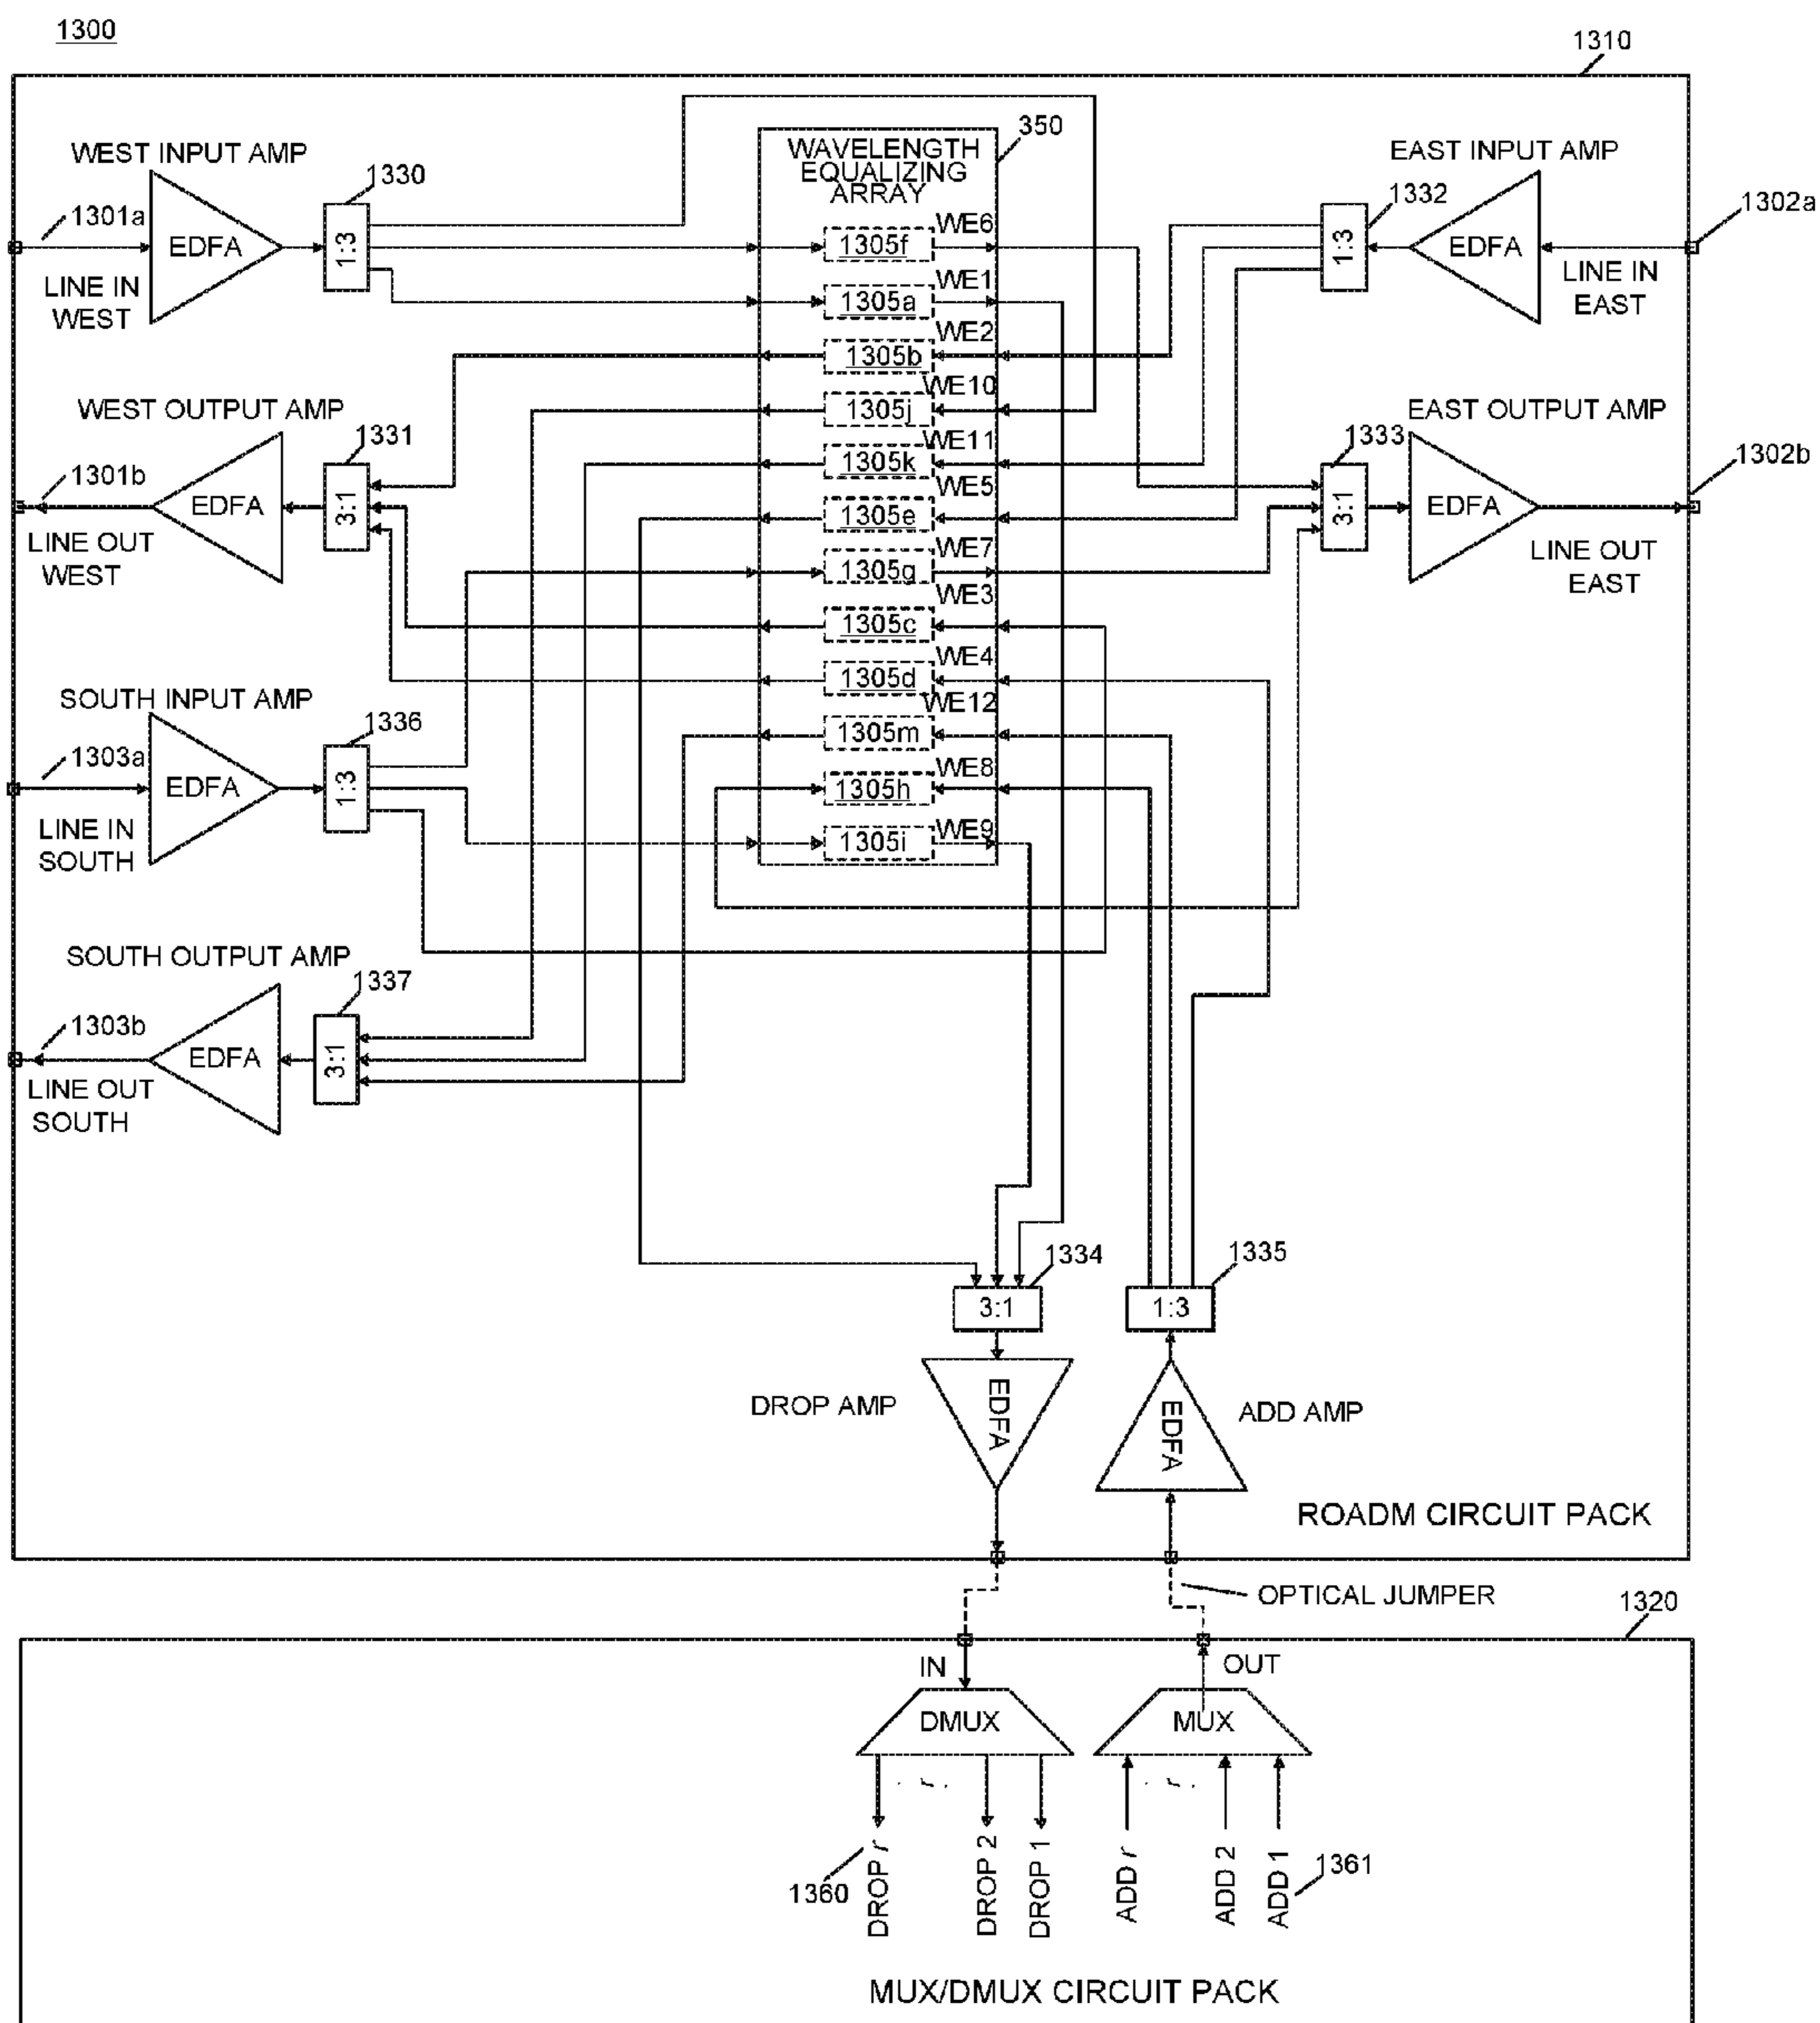 1300
1310
WEST INPUT AMP
1330
1301a
EDFA
1:3
LINE IN
WEST
350
WAVELENGTH
EQUALIZING
ARRAY
EAST INPUT AMP
1332
1302a
1:3
EDFA
LINE IN
EAST
1305f
WE6
1305a
WE1
1305b
WE2
1305j
WE10
1305k
WE11
1305e
WE5
1305g
WE7
1305c
WE3
1305d
WE4
1305m
WE12
1305h
WE8
1305i
WE9
WEST OUTPUT AMP
1331
1301b
EDFA
3:1
LINE OUT
WEST
EAST OUTPUT AMP
1333
1302b
3:1
EDFA
LINE OUT
EAST
SOUTH INPUT AMP
1336
1303a
EDFA
1:3
LINE IN
SOUTH
SOUTH OUTPUT AMP
1337
1303b
EDFA
3:1
LINE OUT
SOUTH
1334
3:1
1335
1:3
DROP AMP
EDFA
EDFA
ADD AMP
ROADM CIRCUIT PACK
OPTICAL JUMPER
1320
IN
OUT
DMUX
MUX
. r .
. r .
DROP r
DROP 2
DROP 1
ADD r
ADD 2
ADD 1
1360
1361
MUX/DMUX CIRCUIT PACK